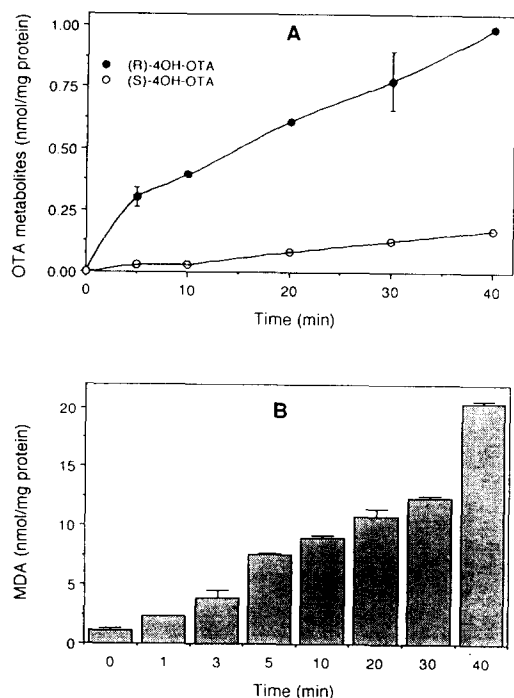 A
1.00
0.75
0.50
0.25
0.00
OTA metabolites (nmol/mg protein)
(R)-4OH-OTA
(S)-4OH-OTA
0 10 20 30 40
Time (min)
B
20
15
10
5
0
MDA (nmol/mg protein)
0 1 3 5 10 20 30 40
Time (min)